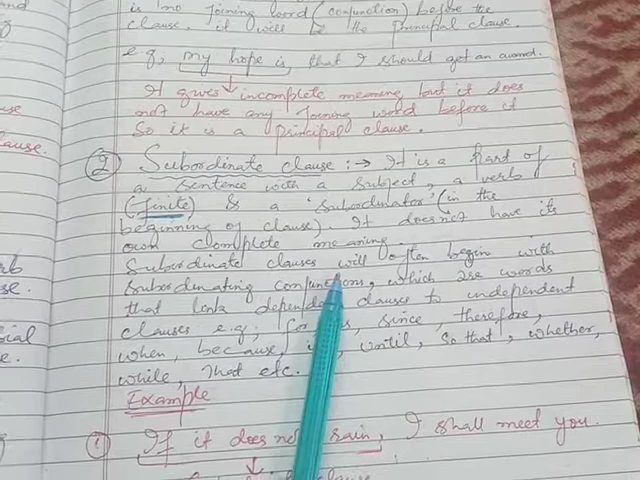 and
is no Joining word (conjunction) before the
clause, it will be the principal clause.
e.g; my hope is, that I should get an award.
It gives incomplete meaning but it does
not have any Joining word before it
So it is a principal clause.
clause.
② Subordinate clause :→ It is a part of
a sentence with a subject, a verb
(finite) & a 'subordinator' (in the
beginning of clause). It does not have its
own complete meaning.
Subordinate clauses will often begin with
subordinating conjunctions, which are words
that link clauses to independent
clauses e.g; since, therefore,
when, because, until, so that, whether,
while, that etc.
Example
① If it does not rain, I shall meet you.
clause